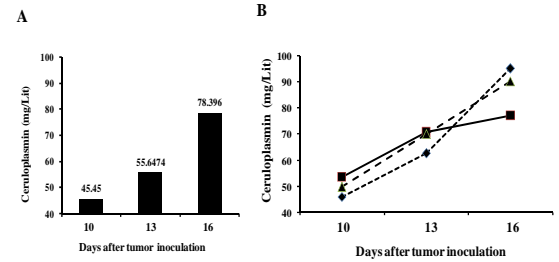 A
B
Ceruloplasmin (mg/Lit)
100
90
80
70
60
50
40
45.45
55.6474
78.396
10 13 16
Days after tumor inoculation
Ceruloplasmin (mg/Lit)
100
90
80
70
60
50
40
10 13 16
Days after tumor inoculation